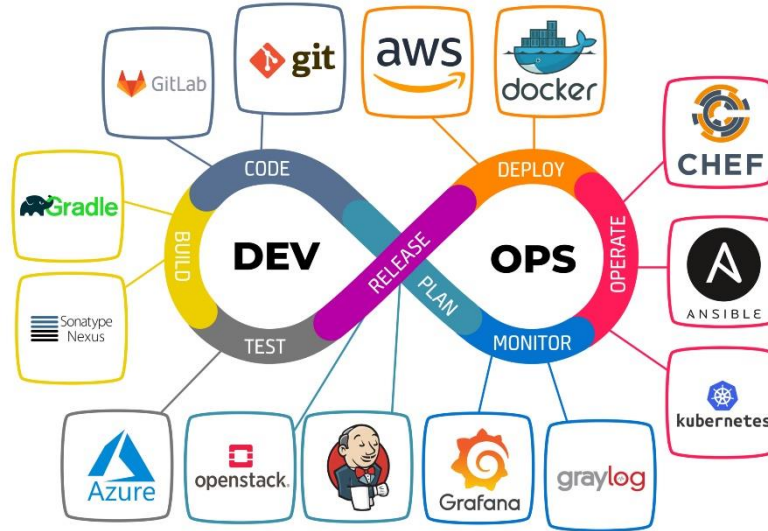 GitLab
git
aws
docker
CHEF
Gradle
CODE
DEPLOY
BUILD
DEV
RELEASE
OPS
OPERATE
PLAN
ANSIBLE
Sonatype
Nexus
TEST
MONITOR
kubernetes
Azure
openstack.
Grafana
graylog